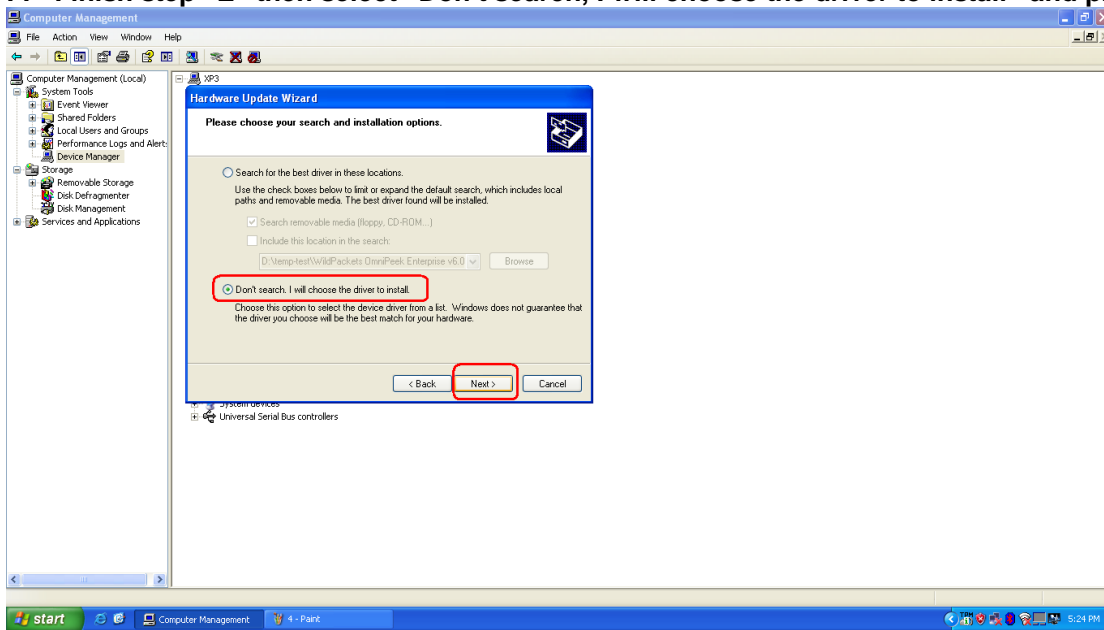 Computer Management
File Action View Window Help
Computer Management (Local)
System Tools
Event Viewer
Shared Folders
Local Users and Groups
Performance Logs and Alert:
Device Manager
Storage
Removable Storage
Disk Defragmenter
Disk Management
Services and Applications
XP3
Hardware Update Wizard
Please choose your search and installation options.
Search for the best driver in these locations.
Use the check boxes below to limit or expand the default search, which includes local
paths and removable media. The best driver found will be installed.
Search removable media (floppy, CD-ROM...)
Include this location in the search:
D:\temp-test\WildPackets OmniPeek Enterprise v6.0
Browse
Don't search. I will choose the driver to install.
Choose this option to select the device driver from a list. Windows does not guarantee that
the driver you choose will be the best match for your hardware.
< Back Next > Cancel
System devices
Universal Serial Bus controllers
start Computer Management 4 - Paint 5:24 PM